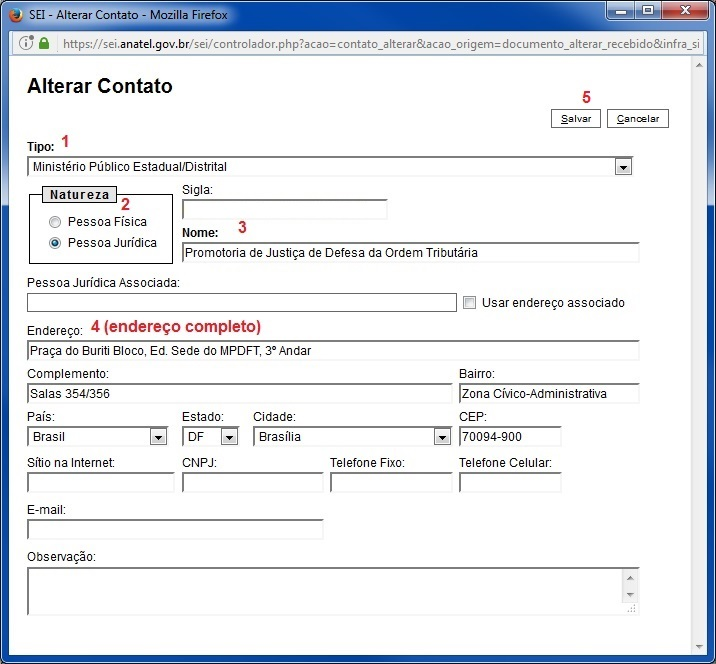 SEI - Alterar Contato - Mozilla Firefox
https://sei.anatel.gov.br/sei/controlador.php?acao=contato_alterar&acao_origem=documento_alterar_recebido&infra_si
Alterar Contato
5
Salvar Cancelar
Tipo: 1
Ministério Público Estadual/Distrital
Natureza
2
Pessoa Física
Pessoa Jurídica
Sigla:
Nome: 3
Promotoria de Justiça de Defesa da Ordem Tributária
Pessoa Jurídica Associada:
Usar endereço associado
Endereço: 4 (endereço completo)
Praça do Buriti Bloco, Ed. Sede do MPDFT, 3º Andar
Complemento: Bairro:
Salas 354/356 Zona Cívico-Administrativa
País: Estado: Cidade: CEP:
Brasil DF Brasília 70094-900
Sítio na Internet: CNPJ: Telefone Fixo: Telefone Celular:
E-mail:
Observação: